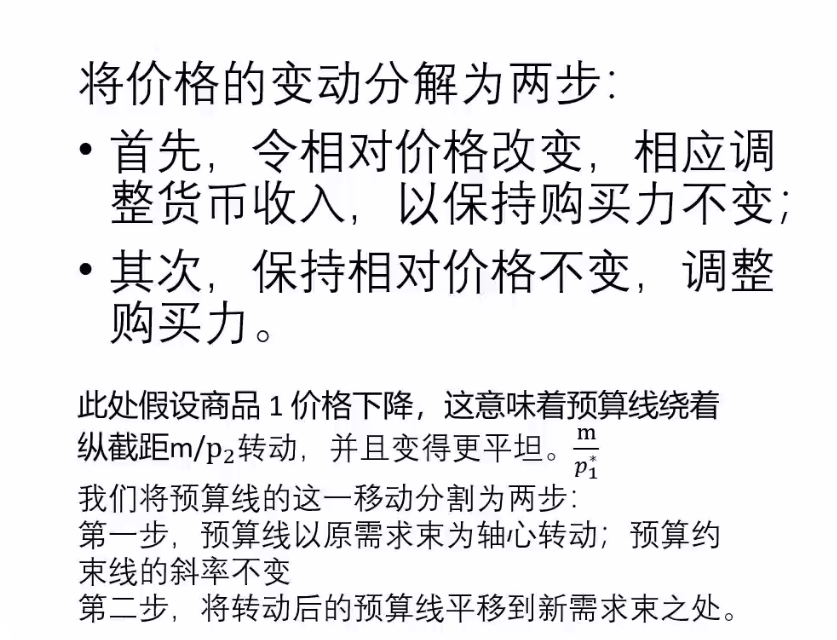 将价格的变动分解为两步：
• 首先，令相对价格改变，相应调
整货币收入，以保持购买力不变；
• 其次，保持相对价格不变，调整
购买力。
此处假设商品 1 价格下降，这意味着预算线绕着
纵截距m/p₂转动，并且变得更平坦。m/p₁*
我们将预算线的这一移动分割为两步：
第一步，预算线以原需求束为轴心转动；预算约
束线的斜率不变
第二步，将转动后的预算线平移到新需求束之处。